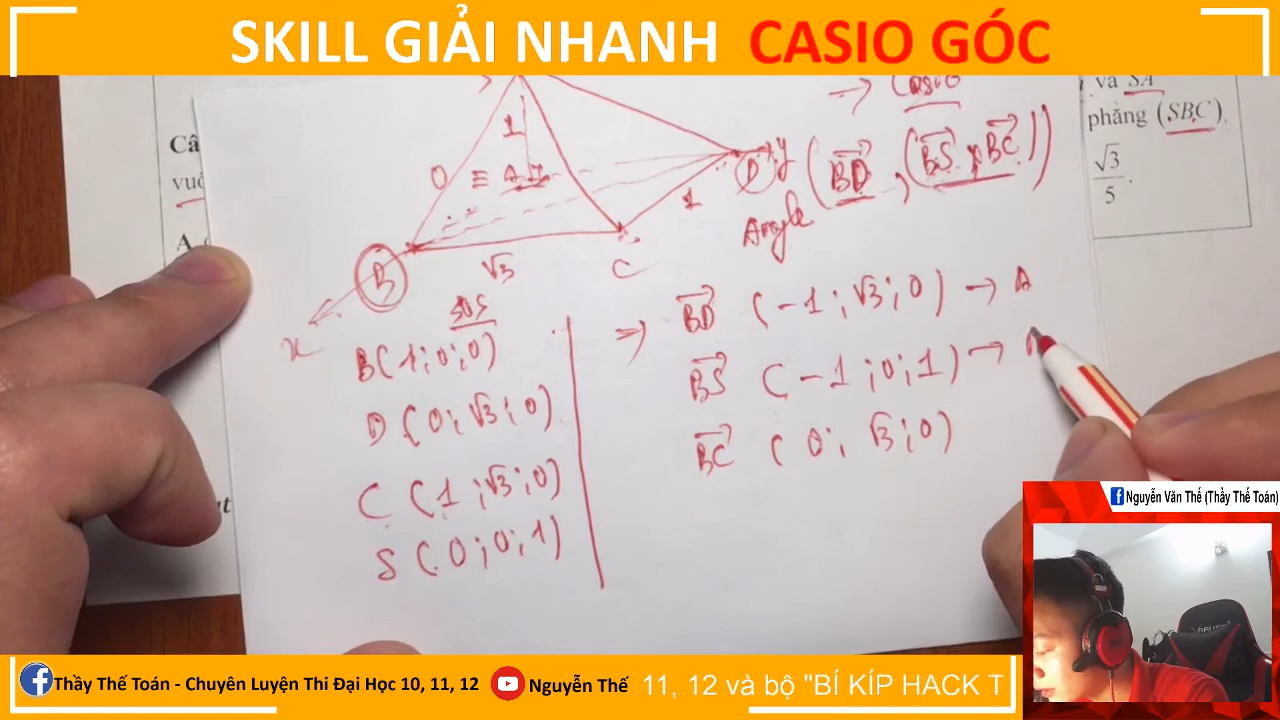 SKILL GIẢI NHANH CASIO GÓC
Câ
vuô
và SA
phẳng (SBC)
√3
5
.
1
O ≡ A
D
y
1
B
√3
C
x
Angle (BD, (BS, BC))
B(1;0;0)
D(0;√3;0)
C(1;√3;0)
S(0;0;1)
=> BD (-1;√3;0) → A
BS (-1;0;1) →
BC (0;√3;0)
Nguyễn Văn Thế (Thầy Thế Toán)
Thầy Thế Toán - Chuyên Luyện Thi Đại Học 10, 11, 12
Nguyễn Thế
11, 12 và bộ "BÍ KÍP HACK T